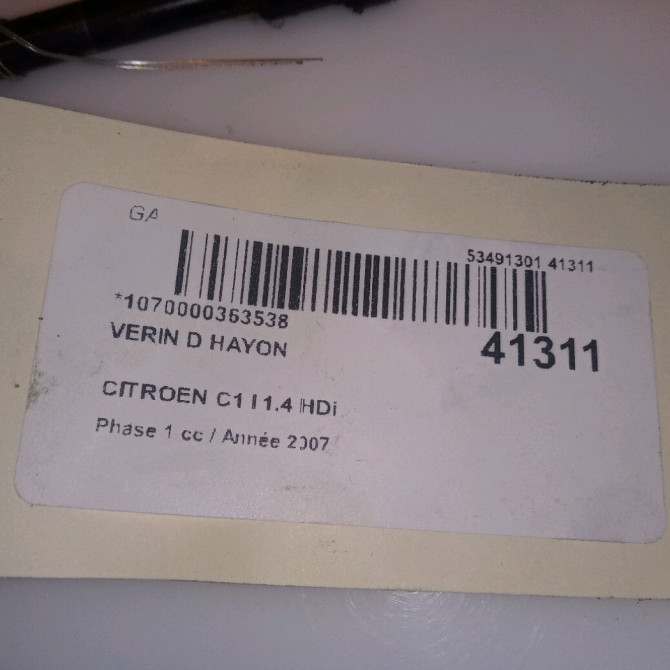 GA
53491301 41311
*1070000363538
41311
VERIN D HAYON
CITROEN C1 I 1.4 HDi
Phase 1 cc / Année 2007